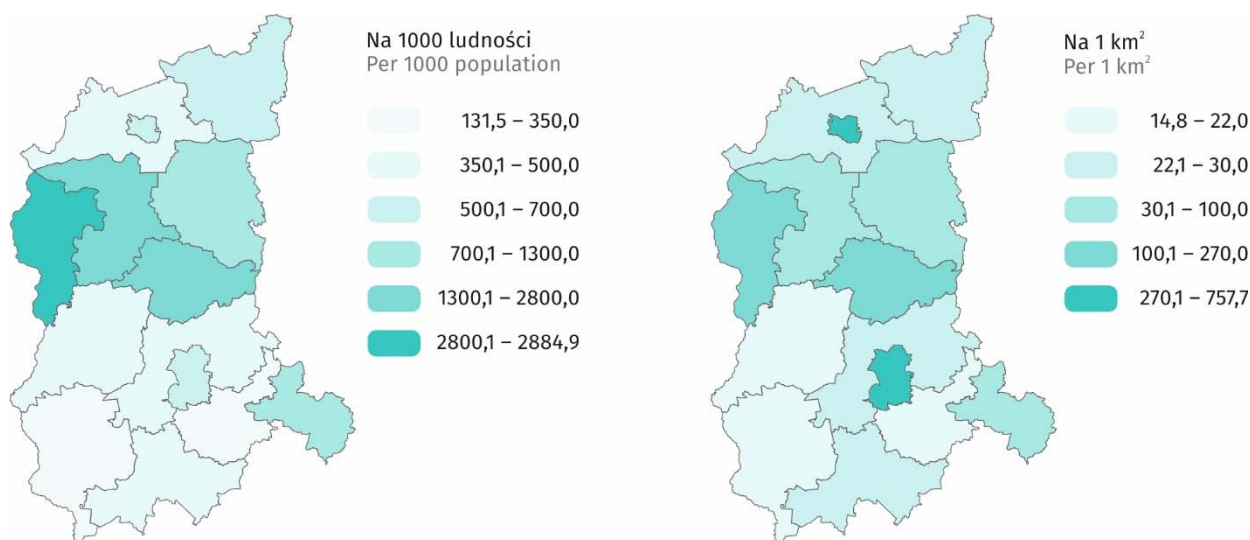 Na 1000 ludności
Per 1000 population
131,5 – 350,0
350,1 – 500,0
500,1 – 700,0
700,1 – 1300,0
1300,1 – 2800,0
2800,1 – 2884,9
Na 1 km²
Per 1 km²
14,8 – 22,0
22,1 – 30,0
30,1 – 100,0
100,1 – 270,0
270,1 – 757,7